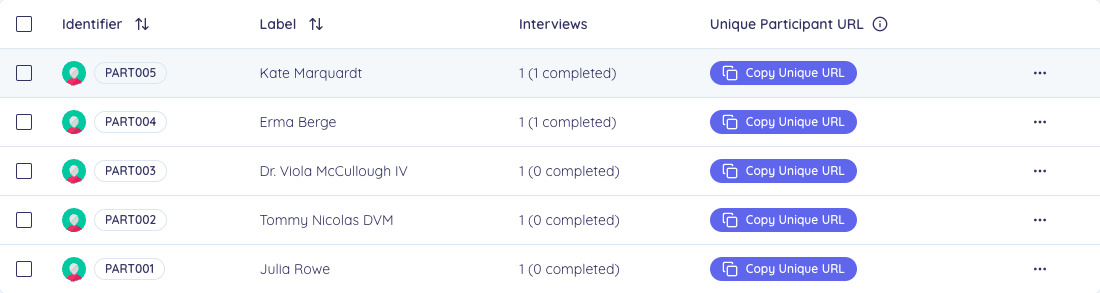 Identifier Label Interviews Unique Participant URL
PART005 Kate Marquardt 1 (1 completed) Copy Unique URL
PART004 Erma Berge 1 (1 completed) Copy Unique URL
PART003 Dr. Viola McCullough IV 1 (0 completed) Copy Unique URL
PART002 Tommy Nicolas DVM 1 (0 completed) Copy Unique URL
PART001 Julia Rowe 1 (0 completed) Copy Unique URL